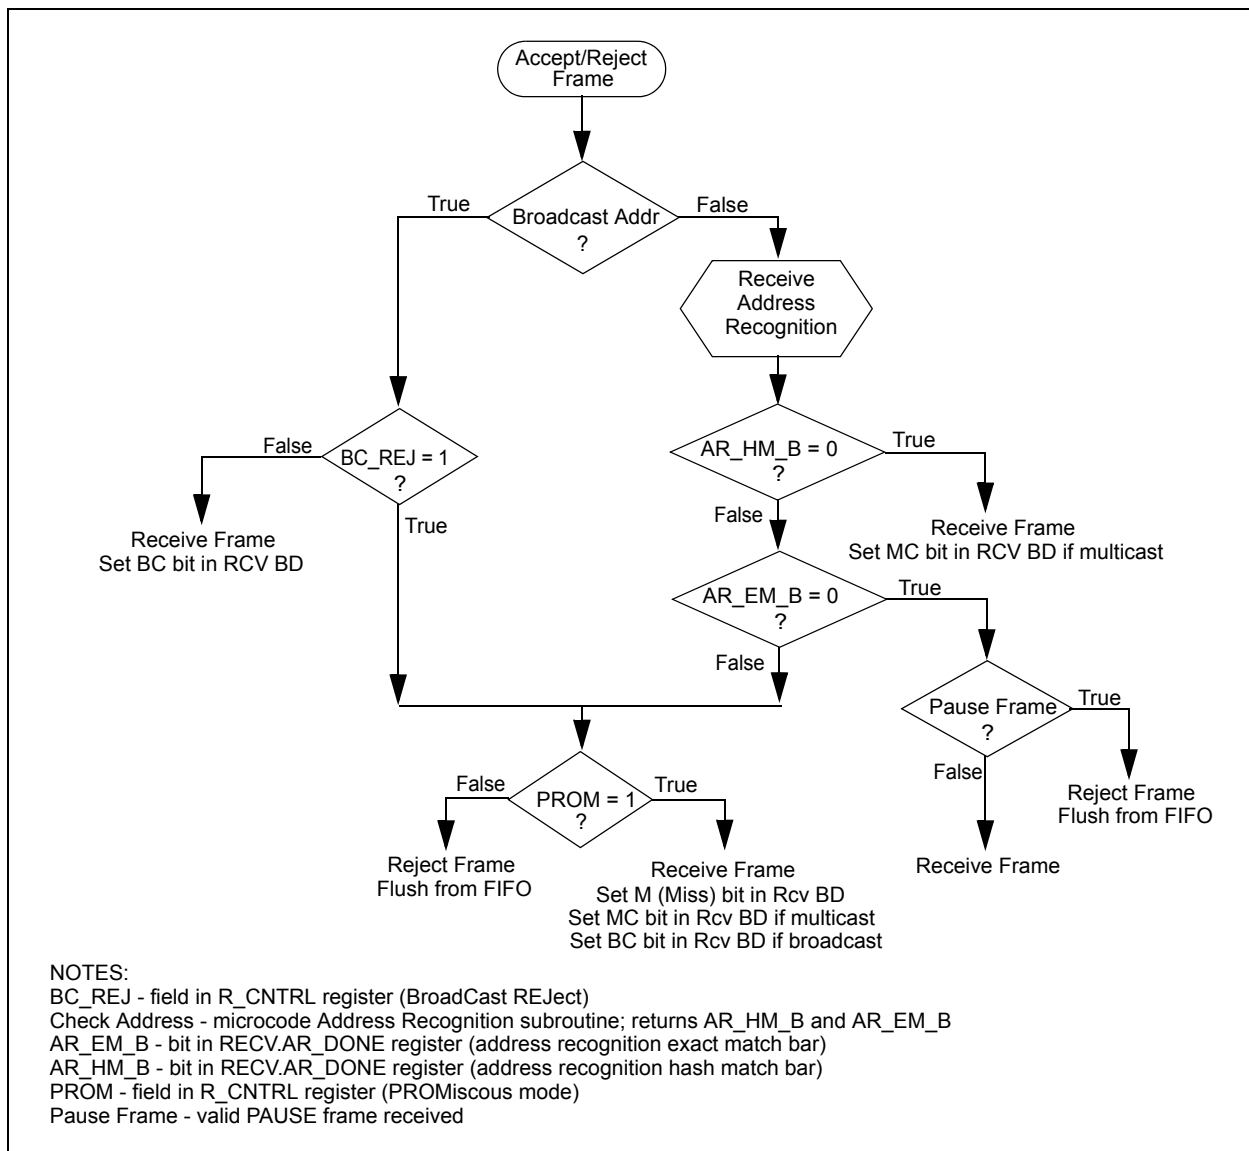 Accept/Reject
Frame
True
Broadcast Addr
?
False
Receive
Address
Recognition
False
BC_REJ = 1
?
True
Receive Frame
Set BC bit in RCV BD
AR_HM_B = 0
?
True
False
Receive Frame
Set MC bit in RCV BD if multicast
AR_EM_B = 0
?
True
False
Pause Frame
?
True
False
Reject Frame
Flush from FIFO
Receive Frame
False
PROM = 1
?
True
Reject Frame
Flush from FIFO
Receive Frame
Set M (Miss) bit in Rcv BD
Set MC bit in Rcv BD if multicast
Set BC bit in Rcv BD if broadcast
NOTES:
BC_REJ - field in R_CNTRL register (BroadCast REJect)
Check Address - microcode Address Recognition subroutine; returns AR_HM_B and AR_EM_B
AR_EM_B - bit in RECV.AR_DONE register (address recognition exact match bar)
AR_HM_B - bit in RECV.AR_DONE register (address recognition hash match bar)
PROM - field in R_CNTRL register (PROMiscous mode)
Pause Frame - valid PAUSE frame received